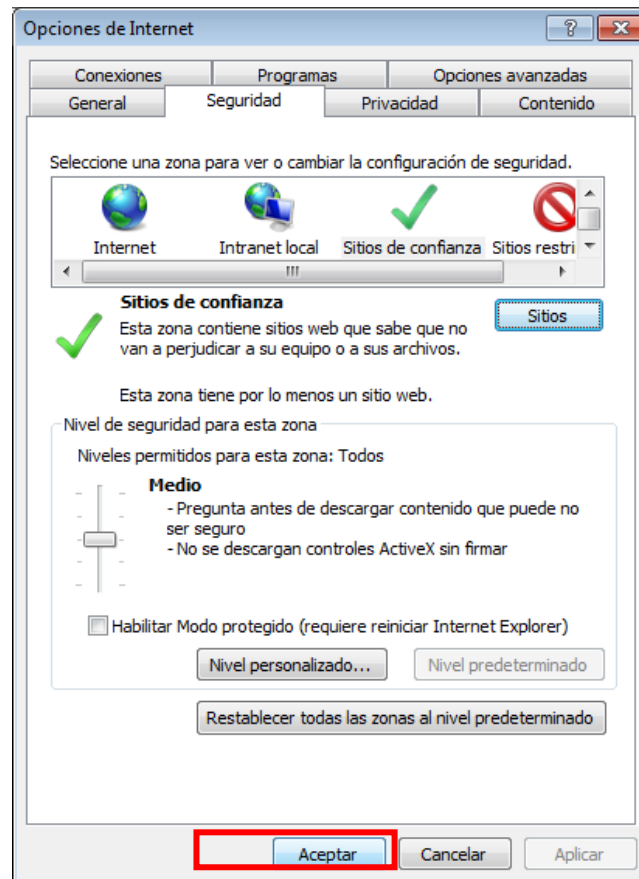 Opciones de Internet
Conexiones Programas Opciones avanzadas
General Seguridad Privacidad Contenido
Seleccione una zona para ver o cambiar la configuración de seguridad.
Internet Intranet local Sitios de confianza Sitios restri
Sitios de confianza
Sitios
Esta zona contiene sitios web que sabe que no
van a perjudicar a su equipo o a sus archivos.
Esta zona tiene por lo menos un sitio web.
Nivel de seguridad para esta zona
Niveles permitidos para esta zona: Todos
Medio
- Pregunta antes de descargar contenido que puede no
ser seguro
- No se descargan controles ActiveX sin firmar
Habilitar Modo protegido (requiere reiniciar Internet Explorer)
Nivel personalizado... Nivel predeterminado
Restablecer todas las zonas al nivel predeterminado
Aceptar Cancelar Aplicar